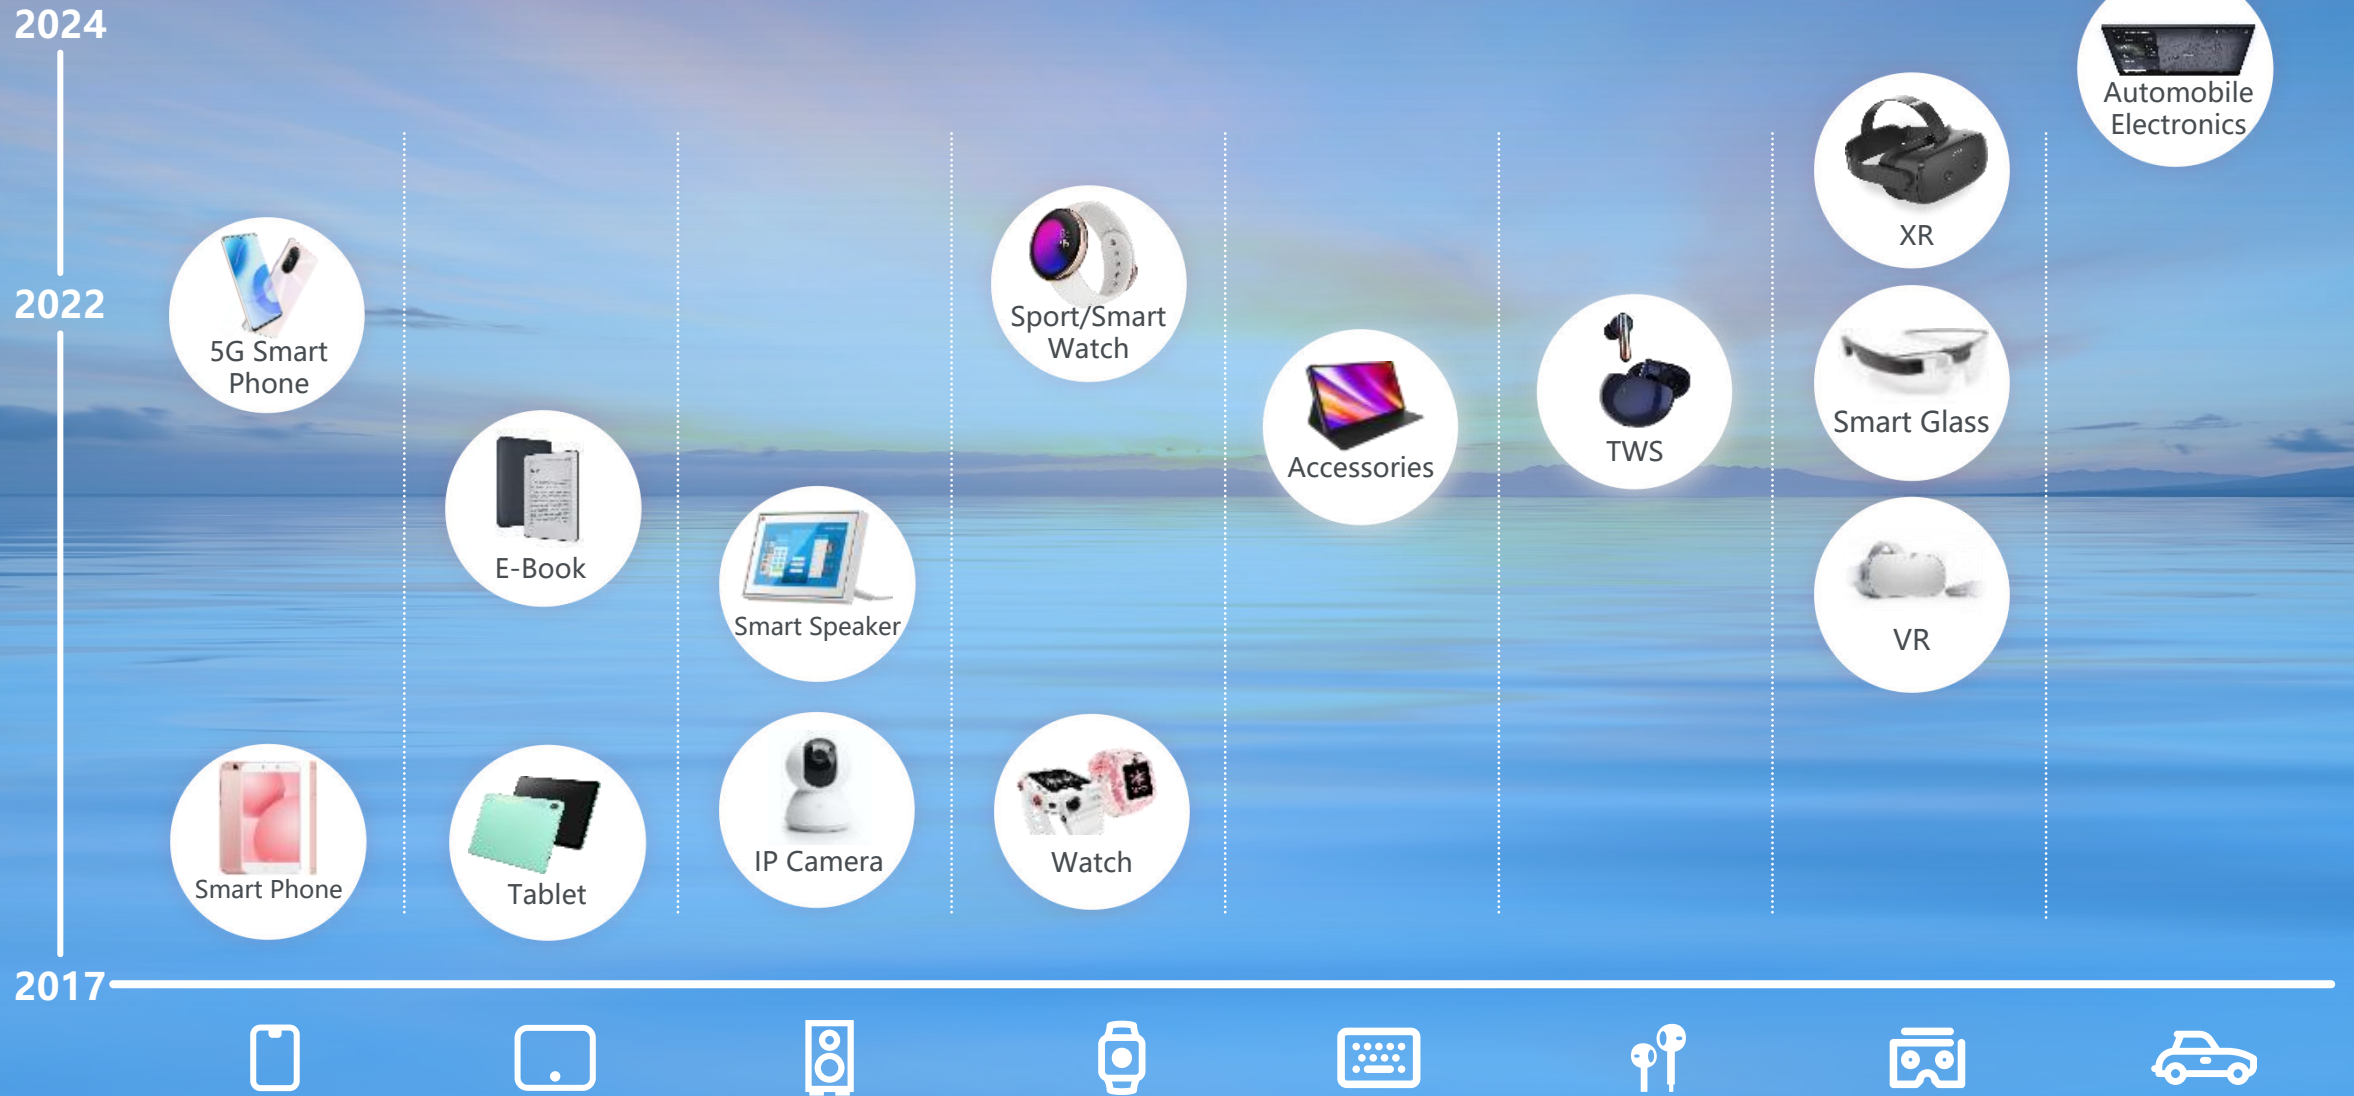 2024
Automobile
Electronics
XR
2022
5G Smart
Phone
Sport/Smart
Watch
Accessories
TWS
Smart Glass
E-Book
Smart Speaker
VR
Smart Phone
Tablet
IP Camera
Watch
2017